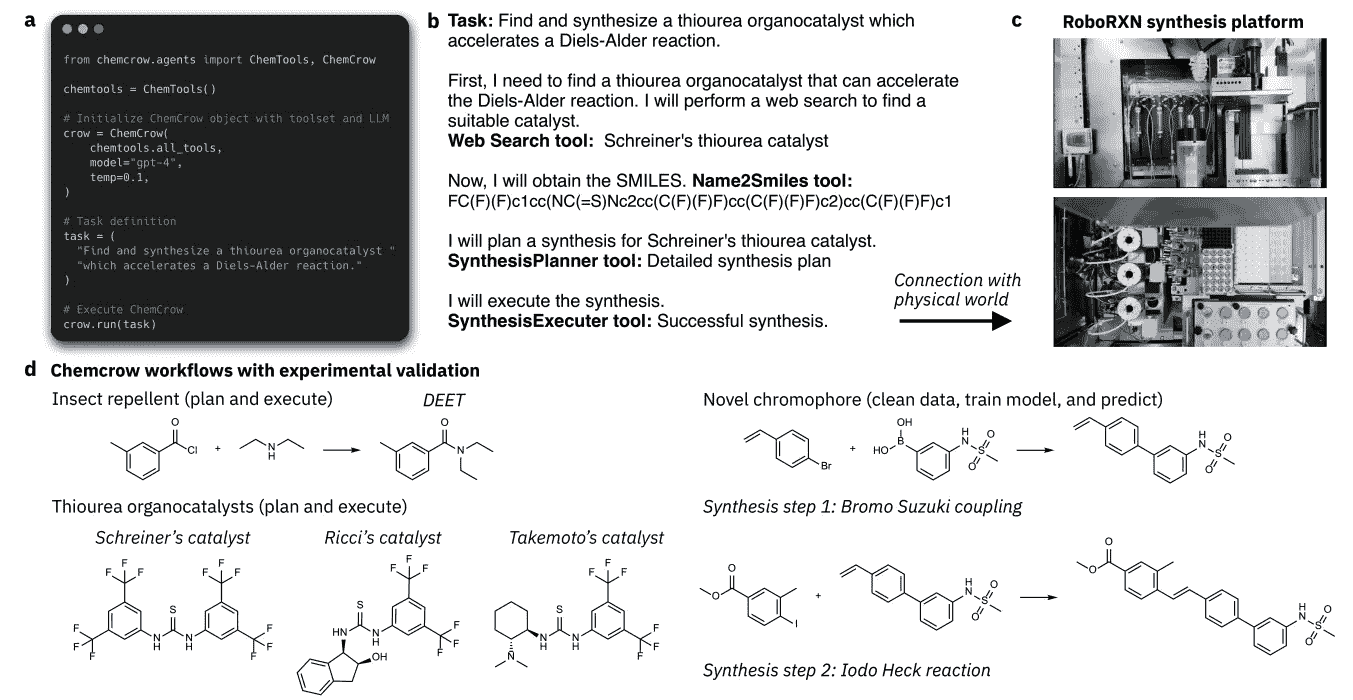 a
from chemcrow.agents import ChemTools, ChemCrow
chemtools = ChemTools()
# Initialize ChemCrow object with toolset and LLM
crow = ChemCrow(
chemtools.all_tools,
model="gpt-4",
temp=0.1,
)
# Task definition
task = (
"Find and synthesize a thiourea organocatalyst "
"which accelerates a Diels-Alder reaction."
)
# Execute ChemCrow
crow.run(task)
b Task: Find and synthesize a thiourea organocatalyst which
accelerates a Diels-Alder reaction.
First, I need to find a thiourea organocatalyst that can accelerate
the Diels-Alder reaction. I will perform a web search to find a
suitable catalyst.
Web Search tool: Schreiner's thiourea catalyst
Now, I will obtain the SMILES. Name2Smiles tool:
FC(F)(F)c1cc(NC(=S)Nc2cc(C(F)(F)F)cc(C(F)(F)F)c2)cc(C(F)(F)F)c1
I will plan a synthesis for Schreiner's thiourea catalyst.
SynthesisPlanner tool: Detailed synthesis plan
I will execute the synthesis.
SynthesisExecuter tool: Successful synthesis.
Connection with
physical world
c RoboRXN synthesis platform
d Chemcrow workflows with experimental validation
Insect repellent (plan and execute)
DEET
O
Cl
+
N
H
O
N
Thiourea organocatalysts (plan and execute)
Schreiner's catalyst
F
F F
F
F F
S
F
F
F
N
H
N
H
F
F
F
Ricci's catalyst
F
F F
S
HN
N
H
F
F
F
OH
Takemoto's catalyst
F
F F
S
N
H
N
H
F
F
F
N
Novel chromophore (clean data, train model, and predict)
Br
+
OH
B
HO
H
N
S
O
O
H
N
S
O
O
Synthesis step 1: Bromo Suzuki coupling
O
O
I
+
H
N
S
O
O
O
O
H
N
S
O
O
Synthesis step 2: Iodo Heck reaction